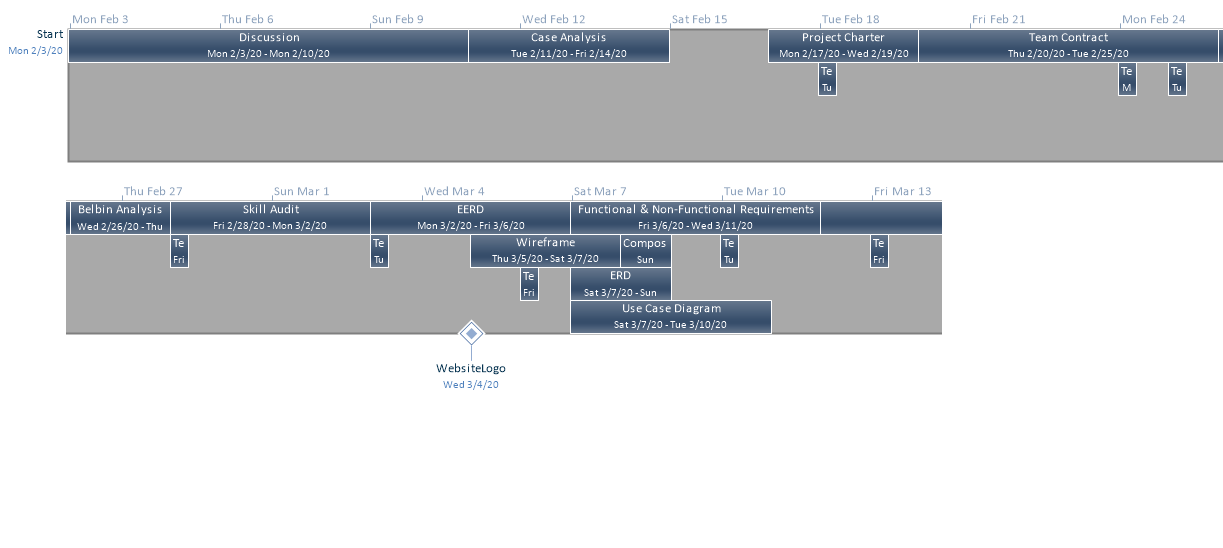 Mon Feb 3
Thu Feb 6
Sun Feb 9
Wed Feb 12
Sat Feb 15
Tue Feb 18
Fri Feb 21
Mon Feb 24
Start
Mon 2/3/20
Discussion
Mon 2/3/20 - Mon 2/10/20
Case Analysis
Tue 2/11/20 - Fri 2/14/20
Project Charter
Mon 2/17/20 - Wed 2/19/20
Team Contract
Thu 2/20/20 - Tue 2/25/20
Te
Tu
Te
M
Te
Tu
Thu Feb 27
Sun Mar 1
Wed Mar 4
Sat Mar 7
Tue Mar 10
Fri Mar 13
Belbin Analysis
Wed 2/26/20 - Thu
Skill Audit
Fri 2/28/20 - Mon 3/2/20
EERD
Mon 3/2/20 - Fri 3/6/20
Functional & Non-Functional Requirements
Fri 3/6/20 - Wed 3/11/20
Te
Fri
Te
Tu
Wireframe
Thu 3/5/20 - Sat 3/7/20
Compos
Sun
Te
Tu
Te
Fri
Te
Fri
ERD
Sat 3/7/20 - Sun
Use Case Diagram
Sat 3/7/20 - Tue 3/10/20
WebsiteLogo
Wed 3/4/20